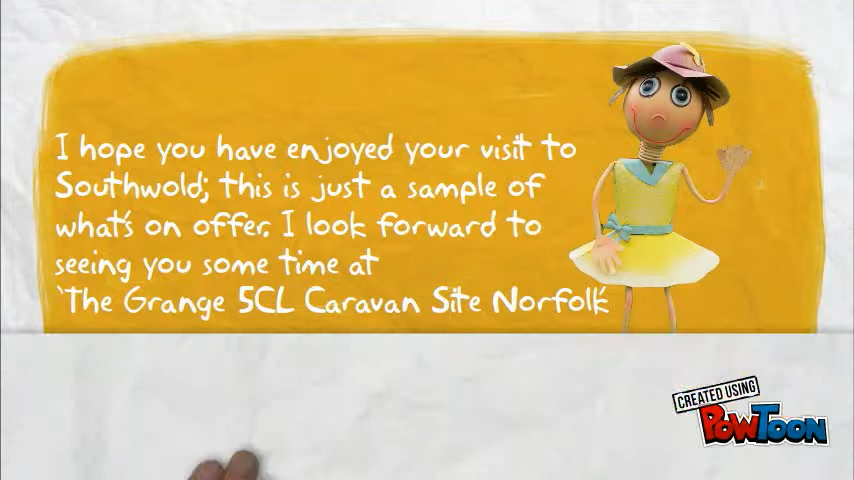 I hope you have enjoyed your visit to
Southwold; this is just a sample of
what's on offer. I look forward to
seeing you some time at
'The Grange 5CL Caravan Site Norfolk'
CREATED USING
POWTOON